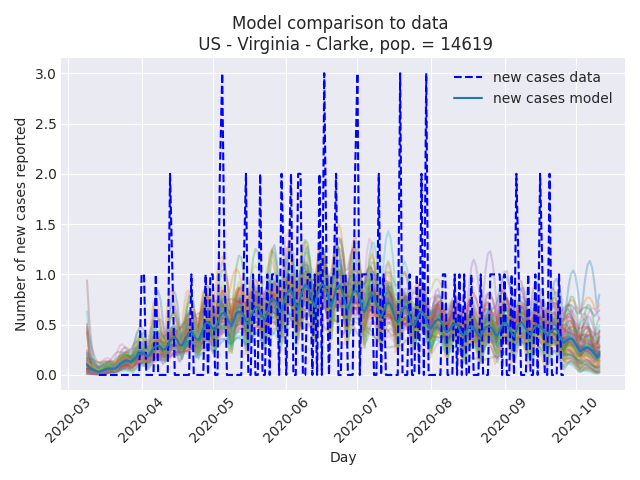 Model comparison to data
US - Virginia - Clarke, pop. = 14619
new cases data
new cases model
Number of new cases reported
3.0
2.5
2.0
1.5
1.0
0.5
0.0
2020-03
2020-04
2020-05
2020-06
2020-07
2020-08
2020-09
2020-10
Day